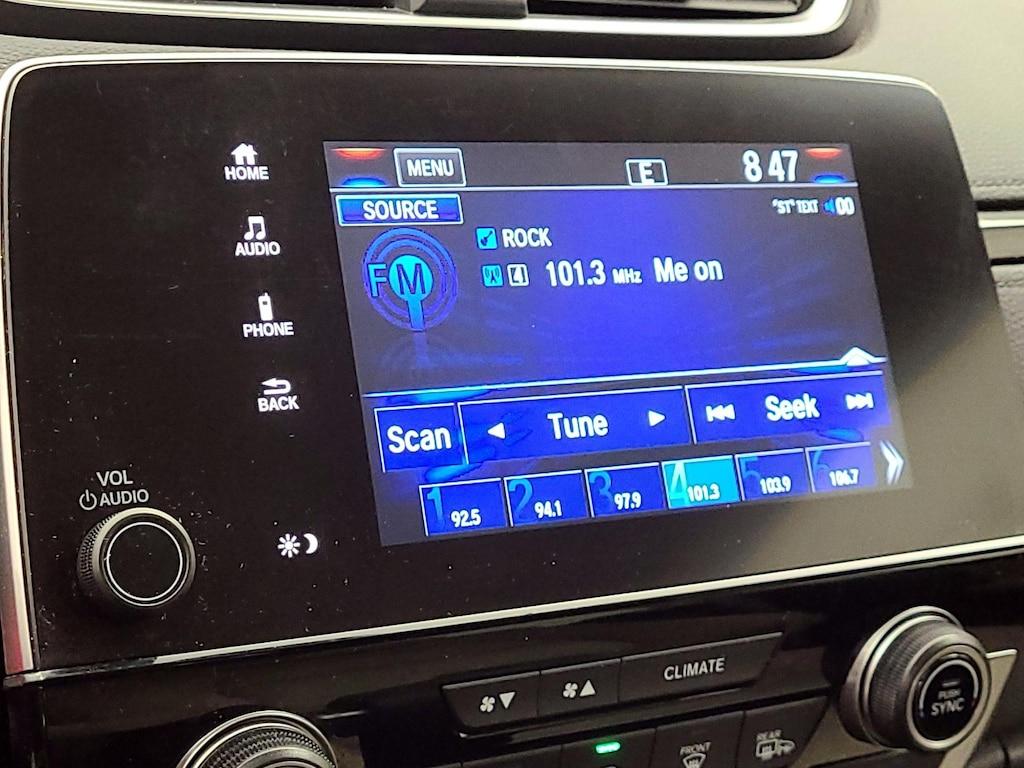 HOME
MENU
E
8 47
SOURCE
"ST" TEXT 00
AUDIO
ROCK
FM
4 101.3 MHz Me on
PHONE
BACK
Scan
Tune
Seek
1 92.5
2 94.1
3 97.9
4 101.3
5 103.9
6 106.7
VOL
AUDIO
CLIMATE
PUSH
SYNC
FRONT
REAR